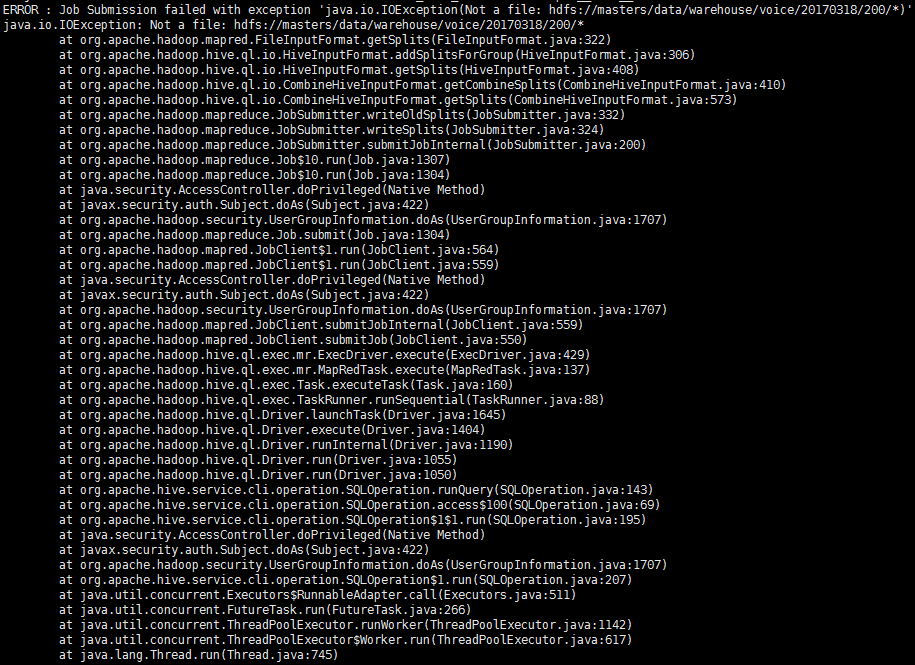 ERROR : Job Submission failed with exception 'java.io.IOException(Not a file: hdfs://masters/data/warehouse/voice/20170318/200/*)'
java.io.IOException: Not a file: hdfs://masters/data/warehouse/voice/20170318/200/*
at org.apache.hadoop.mapred.FileInputFormat.getSplits(FileInputFormat.java:322)
at org.apache.hadoop.hive.ql.io.HiveInputFormat.addSplitsForGroup(HiveInputFormat.java:306)
at org.apache.hadoop.hive.ql.io.HiveInputFormat.getSplits(HiveInputFormat.java:408)
at org.apache.hadoop.hive.ql.io.CombineHiveInputFormat.getCombineSplits(CombineHiveInputFormat.java:410)
at org.apache.hadoop.hive.ql.io.CombineHiveInputFormat.getSplits(CombineHiveInputFormat.java:573)
at org.apache.hadoop.mapreduce.JobSubmitter.writeOldSplits(JobSubmitter.java:332)
at org.apache.hadoop.mapreduce.JobSubmitter.writeSplits(JobSubmitter.java:324)
at org.apache.hadoop.mapreduce.JobSubmitter.submitJobInternal(JobSubmitter.java:200)
at org.apache.hadoop.mapreduce.Job$10.run(Job.java:1307)
at org.apache.hadoop.mapreduce.Job$10.run(Job.java:1304)
at java.security.AccessController.doPrivileged(Native Method)
at javax.security.auth.Subject.doAs(Subject.java:422)
at org.apache.hadoop.security.UserGroupInformation.doAs(UserGroupInformation.java:1707)
at org.apache.hadoop.mapreduce.Job.submit(Job.java:1304)
at org.apache.hadoop.mapred.JobClient$1.run(JobClient.java:564)
at org.apache.hadoop.mapred.JobClient$1.run(JobClient.java:559)
at java.security.AccessController.doPrivileged(Native Method)
at javax.security.auth.Subject.doAs(Subject.java:422)
at org.apache.hadoop.security.UserGroupInformation.doAs(UserGroupInformation.java:1707)
at org.apache.hadoop.mapred.JobClient.submitJobInternal(JobClient.java:559)
at org.apache.hadoop.mapred.JobClient.submitJob(JobClient.java:550)
at org.apache.hadoop.hive.ql.exec.mr.ExecDriver.execute(ExecDriver.java:429)
at org.apache.hadoop.hive.ql.exec.mr.MapRedTask.execute(MapRedTask.java:137)
at org.apache.hadoop.hive.ql.exec.Task.executeTask(Task.java:160)
at org.apache.hadoop.hive.ql.exec.TaskRunner.runSequential(TaskRunner.java:88)
at org.apache.hadoop.hive.ql.Driver.launchTask(Driver.java:1645)
at org.apache.hadoop.hive.ql.Driver.execute(Driver.java:1404)
at org.apache.hadoop.hive.ql.Driver.runInternal(Driver.java:1190)
at org.apache.hadoop.hive.ql.Driver.run(Driver.java:1055)
at org.apache.hadoop.hive.ql.Driver.run(Driver.java:1050)
at org.apache.hive.service.cli.operation.SQLOperation.runQuery(SQLOperation.java:143)
at org.apache.hive.service.cli.operation.SQLOperation.access$100(SQLOperation.java:69)
at org.apache.hive.service.cli.operation.SQLOperation$1$1.run(SQLOperation.java:195)
at java.security.AccessController.doPrivileged(Native Method)
at javax.security.auth.Subject.doAs(Subject.java:422)
at org.apache.hadoop.security.UserGroupInformation.doAs(UserGroupInformation.java:1707)
at org.apache.hive.service.cli.operation.SQLOperation$1.run(SQLOperation.java:207)
at java.util.concurrent.Executors$RunnableAdapter.call(Executors.java:511)
at java.util.concurrent.FutureTask.run(FutureTask.java:266)
at java.util.concurrent.ThreadPoolExecutor.runWorker(ThreadPoolExecutor.java:1142)
at java.util.concurrent.ThreadPoolExecutor$Worker.run(ThreadPoolExecutor.java:617)
at java.lang.Thread.run(Thread.java:745)